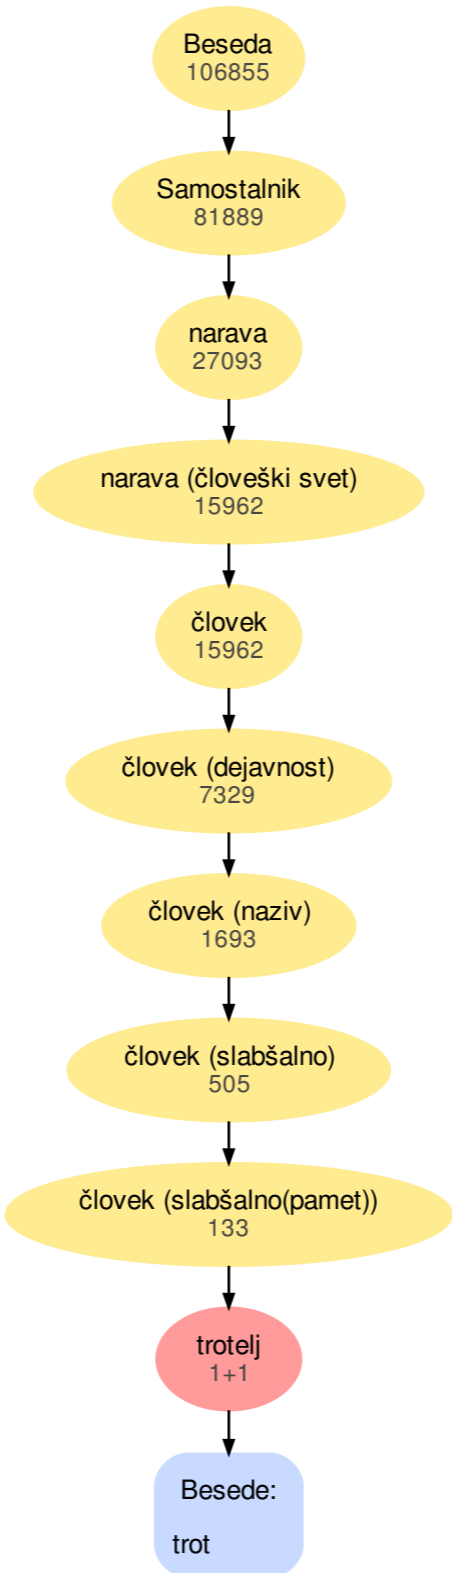 Beseda
106855
Samostalnik
81889
narava
27093
narava (človeški svet)
15962
človek
15962
človek (dejavnost)
7329
človek (naziv)
1693
človek (slabšalno)
505
človek (slabšalno(pamet))
133
trotelj
1+1
Besede:
trot